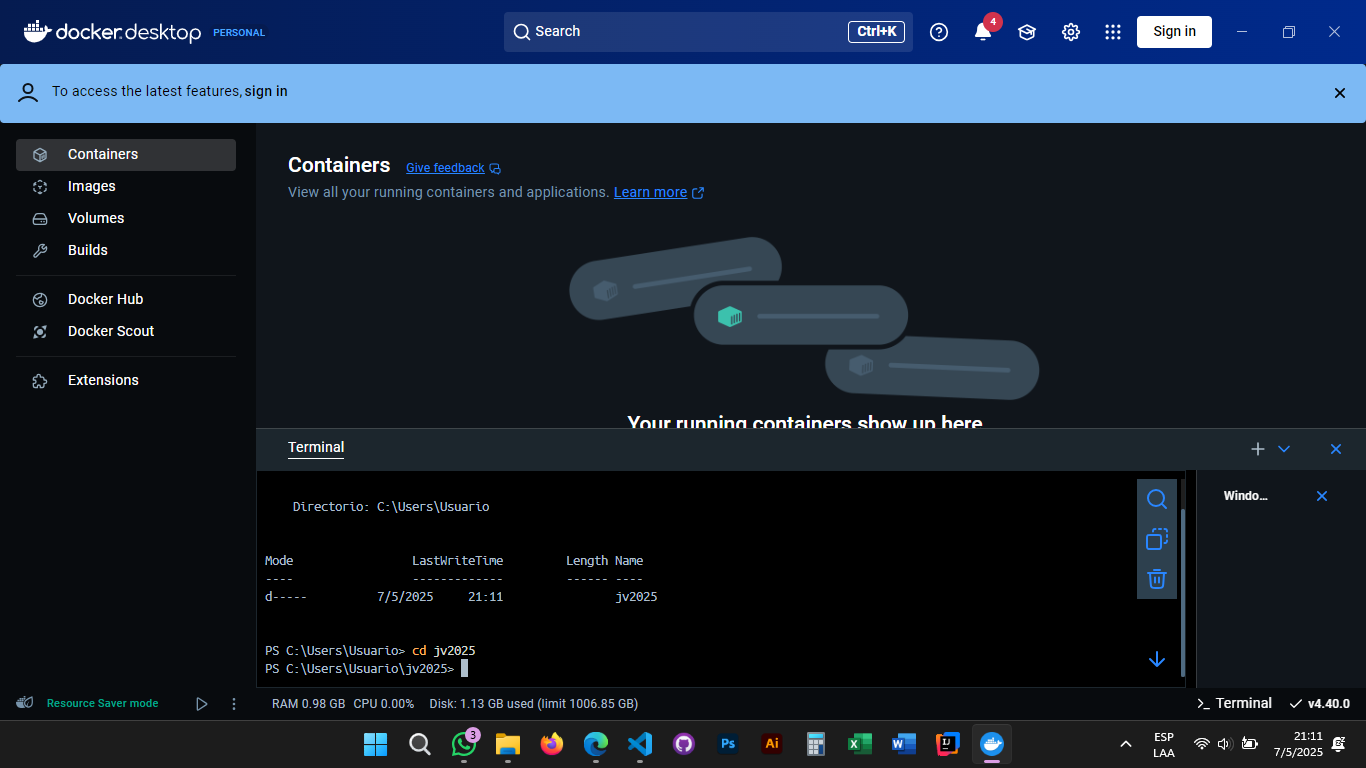 docker.desktop PERSONAL
Search Ctrl+K
4
Sign in
To access the latest features, sign in
Containers
Images
Volumes
Builds
Docker Hub
Docker Scout
Extensions
Containers Give feedback
View all your running containers and applications. Learn more
Your running containers show up here
Terminal
Windo...
Directorio: C:\Users\Usuario
Mode LastWriteTime Length Name
---- ------------- ------ ----
d----- 7/5/2025 21:11 jv2025
PS C:\Users\Usuario> cd jv2025
PS C:\Users\Usuario\jv2025>
Resource Saver mode
RAM 0.98 GB CPU 0.00% Disk: 1.13 GB used (limit 1006.85 GB)
Terminal v4.40.0
3
Ps
Ai
X
W
IJ
ESP
LAA
21:11
7/5/2025